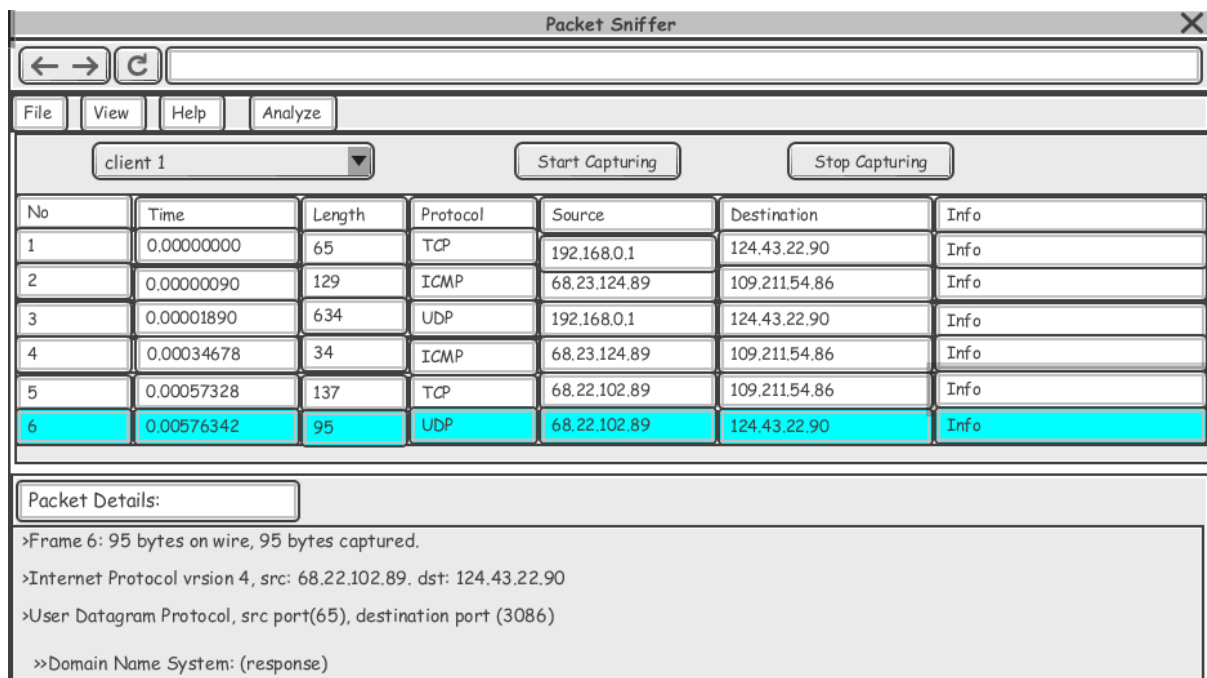 Packet Sniffer
File View Help Analyze
client 1 Start Capturing Stop Capturing
No Time Length Protocol Source Destination Info
1 0.00000000 65 TCP 192.168.0.1 124.43.22.90 Info
2 0.00000090 129 ICMP 68.23.124.89 109.211.54.86 Info
3 0.00001890 634 UDP 192.168.0.1 124.43.22.90 Info
4 0.00034678 34 ICMP 68.23.124.89 109.211.54.86 Info
5 0.00057328 137 TCP 68.22.102.89 109.211.54.86 Info
6 0.00576342 95 UDP 68.22.102.89 124.43.22.90 Info
Packet Details:
>Frame 6: 95 bytes on wire, 95 bytes captured.
>Internet Protocol vrsion 4, src: 68.22.102.89. dst: 124.43.22.90
>User Datagram Protocol, src port(65), destination port (3086)
>>Domain Name System: (response)